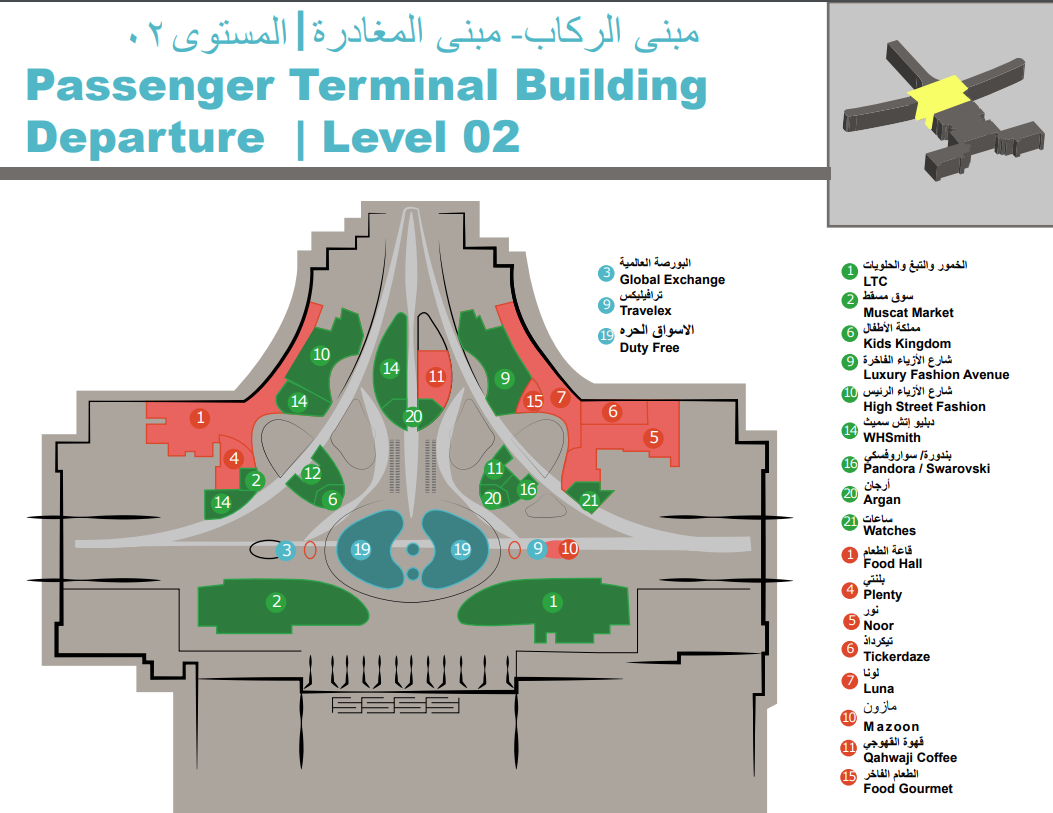 مبنى الركاب- مبنى المغادرة | المستوى ٠٢
Passenger Terminal Building
Departure | Level 02
3 البورصة العالمية
Global Exchange
9 ترافيليكس
Travelex
19 الاسواق الحره
Duty Free
1 الخمور والتبغ والحلويات
LTC
2 سوق مسقط
Muscat Market
6 مملكة الأطفال
Kids Kingdom
9 شارع الأزياء الفاخرة
Luxury Fashion Avenue
10 شارع الأزياء الرئيس
High Street Fashion
14 دبليو إتش سميث
WHSmith
16 بندورة/ سواروفسكي
Pandora / Swarovski
20 أرجان
Argan
21 ساعات
Watches
1 قاعة الطعام
Food Hall
4 بلنتي
Plenty
5 نور
Noor
6 تيكرداذ
Tickerdaze
7 لونا
Luna
10 مازون
Mazoon
11 قهوة القهوجي
Qahwaji Coffee
15 الطعام الفاخر
Food Gourmet
10
14
9
11
14
15
7
6
1
20
5
4
2
12
11
14
6
20
16
21
3
19
19
9
10
2
1